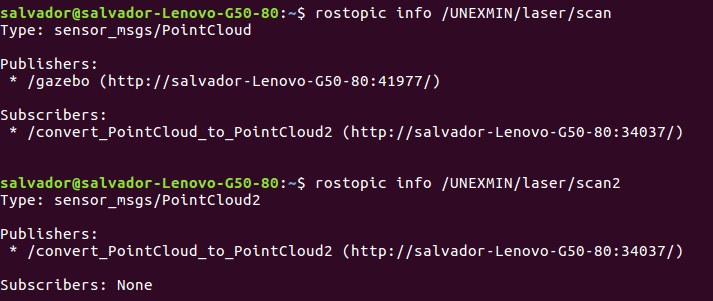 salvador@salvador-Lenovo-G50-80:~$ rostopic info /UNEXMIN/laser/scan
Type: sensor_msgs/PointCloud
Publishers:
 * /gazebo (http://salvador-Lenovo-G50-80:41977/)
Subscribers:
 * /convert_PointCloud_to_PointCloud2 (http://salvador-Lenovo-G50-80:34037/)
salvador@salvador-Lenovo-G50-80:~$ rostopic info /UNEXMIN/laser/scan2
Type: sensor_msgs/PointCloud2
Publishers:
 * /convert_PointCloud_to_PointCloud2 (http://salvador-Lenovo-G50-80:34037/)
Subscribers: None